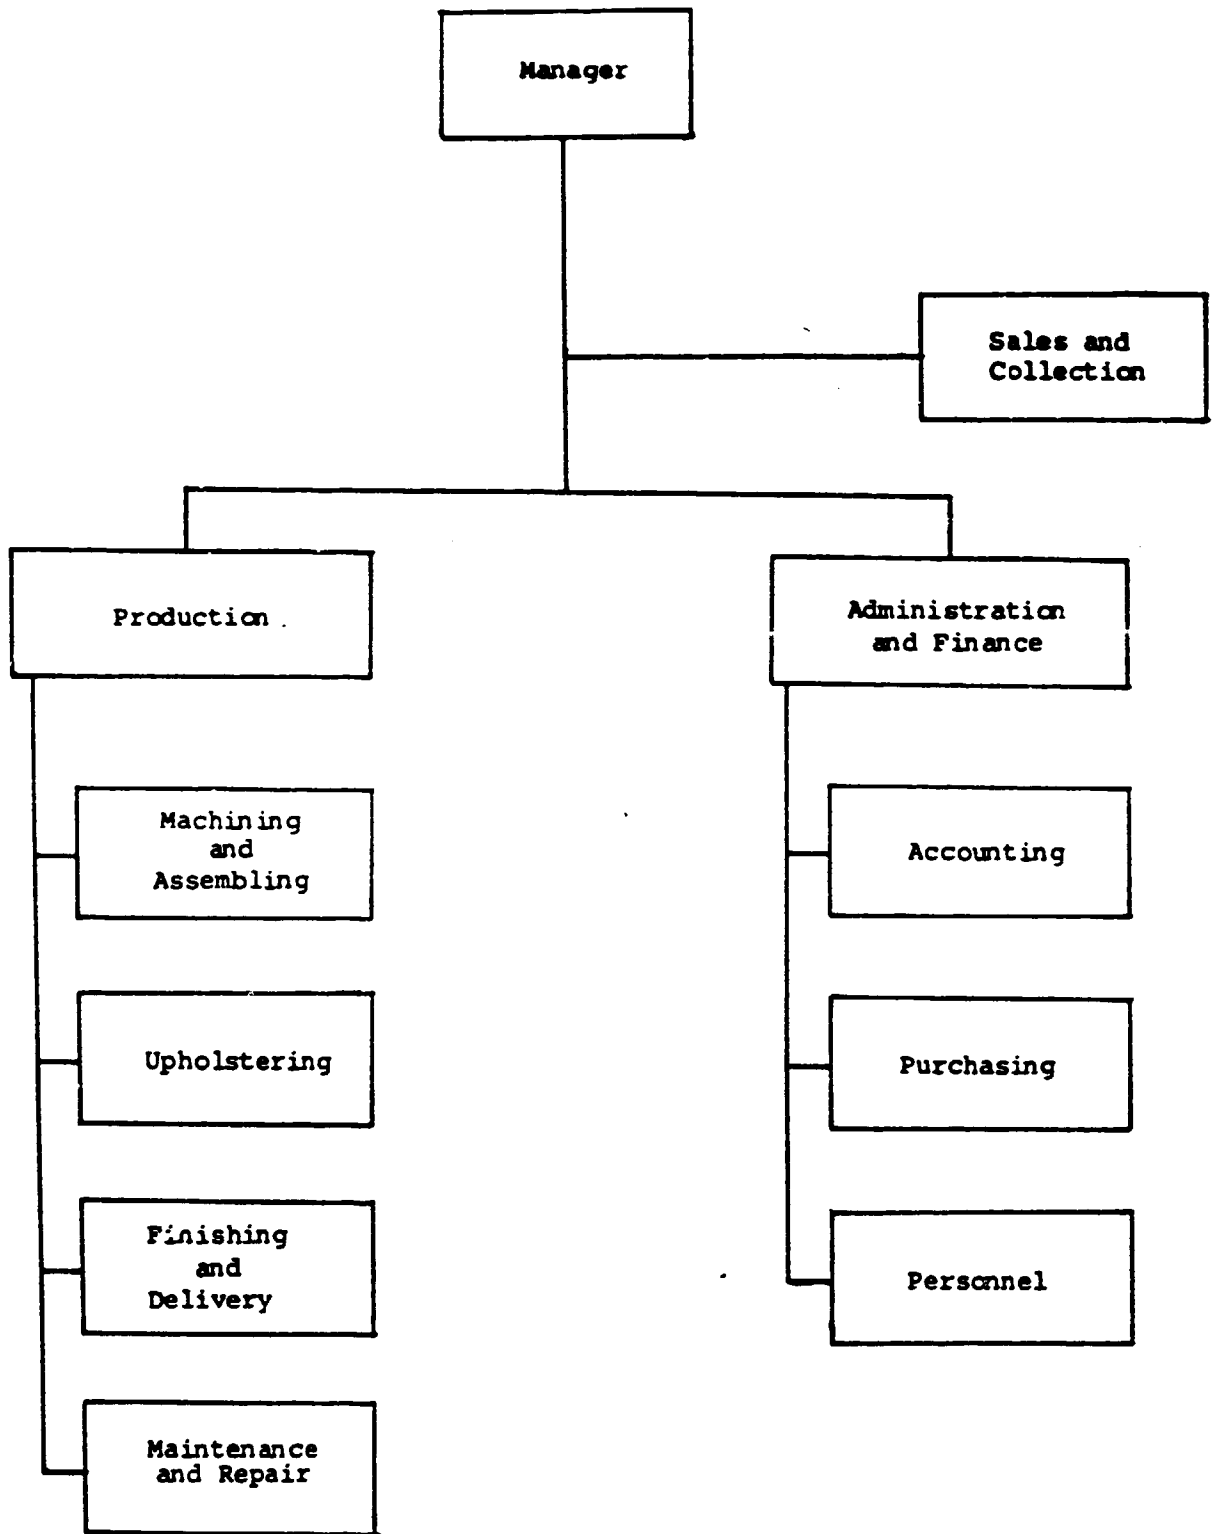 Manager
Sales and
Collection
Production
Administration
and Finance
Machining
and
Assembling
Accounting
Upholstering
Purchasing
Finishing
and
Delivery
Personnel
Maintenance
and Repair